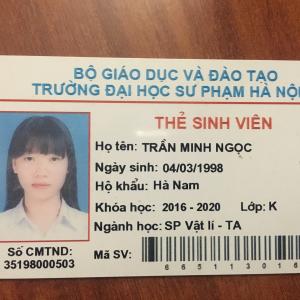 BỘ GIÁO DỤC VÀ ĐÀO TẠO
TRƯỜNG ĐẠI HỌC SƯ PHẠM HÀ NỘI
THẺ SINH VIÊN
Họ tên: TRẦN MINH NGỌC
Ngày sinh: 04/03/1998
Hộ khẩu: Hà Nam
Khóa học: 2016 - 2020 Lớp: K
Ngành học: SP Vật lí - TA
Số CMTND:
35198000503
Mã SV:
665113016